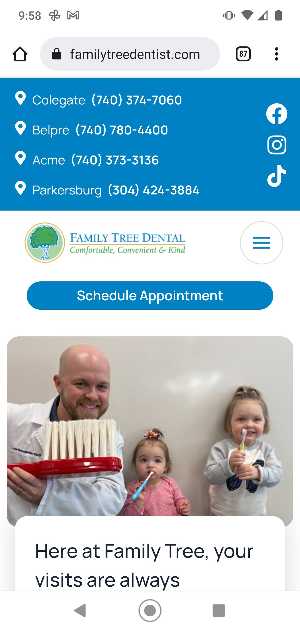 9:58
familytreedentist.com
87
Colegate (740) 374-7060
Belpre (740) 780-4400
Acme (740) 373-3136
Parkersburg (304) 424-3884
FAMILY TREE DENTAL
Comfortable, Convenient & Kind
Schedule Appointment
Here at Family Tree, your
visits are always